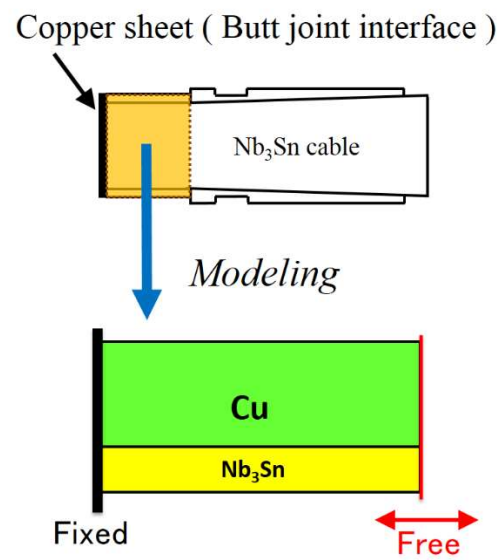 Copper sheet ( Butt joint interface )
Nb₃Sn cable
Modeling
Cu
Nb₃Sn
Fixed
Free